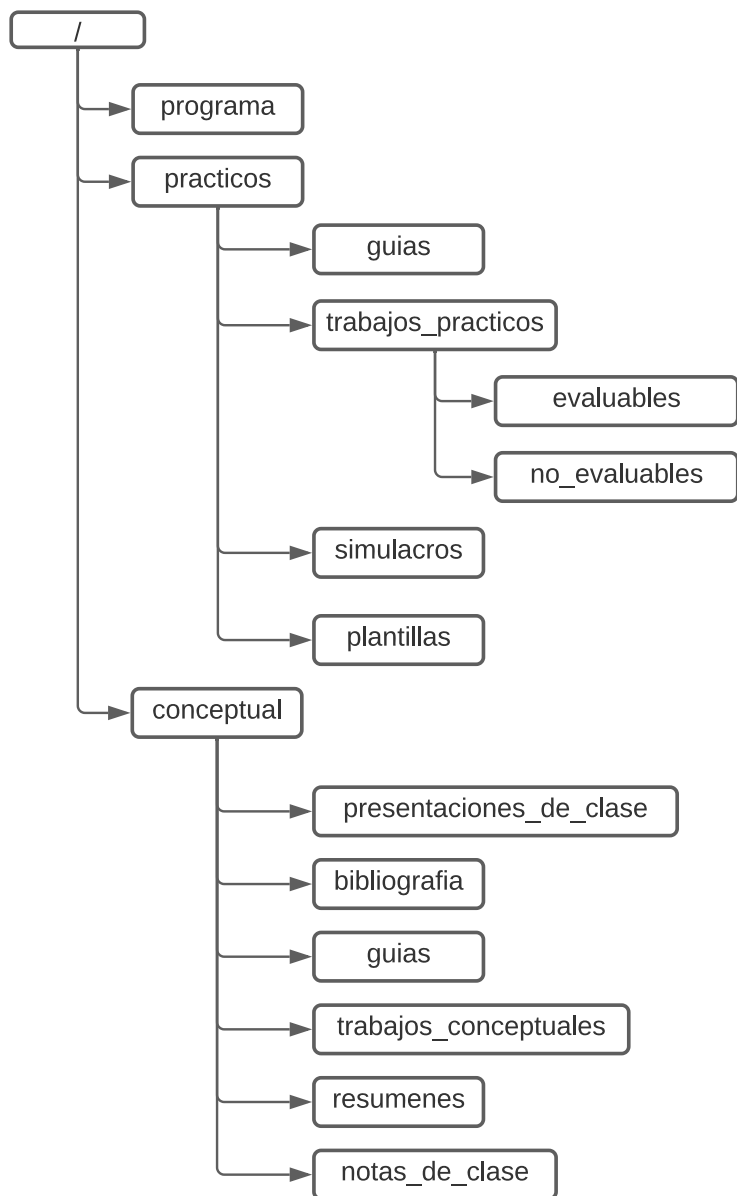 /
programa
practicos
guias
trabajos_practicos
evaluables
no_evaluables
simulacros
plantillas
conceptual
presentaciones_de_clase
bibliografia
guias
trabajos_conceptuales
resumenes
notas_de_clase